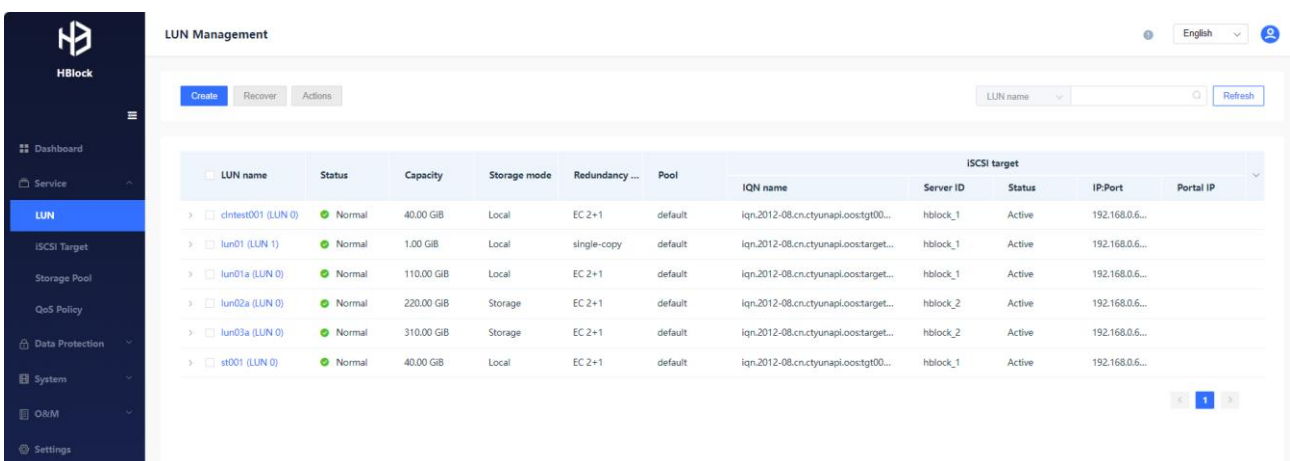 HBlock
LUN Management
English
Create Recover Actions
LUN name
Refresh
Dashboard
Service
LUN
iSCSI Target
Storage Pool
QoS Policy
Data Protection
System
O&M
Settings
LUN name Status Capacity Storage mode Redundancy ... Pool iSCSI target
IQN name Server ID Status IP:Port Portal IP
clntest001 (LUN 0) Normal 40.00 GiB Local EC 2+1 default iqn.2012-08.cn.ctyunapi.oos:tgt00... hblock_1 Active 192.168.0.6...
lun01 (LUN 1) Normal 1.00 GiB Local single-copy default iqn.2012-08.cn.ctyunapi.oos:target... hblock_1 Active 192.168.0.6...
lun01a (LUN 0) Normal 110.00 GiB Local EC 2+1 default iqn.2012-08.cn.ctyunapi.oos:target... hblock_1 Active 192.168.0.6...
lun02a (LUN 0) Normal 220.00 GiB Storage EC 2+1 default iqn.2012-08.cn.ctyunapi.oos:target... hblock_2 Active 192.168.0.6...
lun03a (LUN 0) Normal 310.00 GiB Storage EC 2+1 default iqn.2012-08.cn.ctyunapi.oos:target... hblock_2 Active 192.168.0.6...
st001 (LUN 0) Normal 40.00 GiB Local EC 2+1 default iqn.2012-08.cn.ctyunapi.oos:tgt00... hblock_1 Active 192.168.0.6...
1